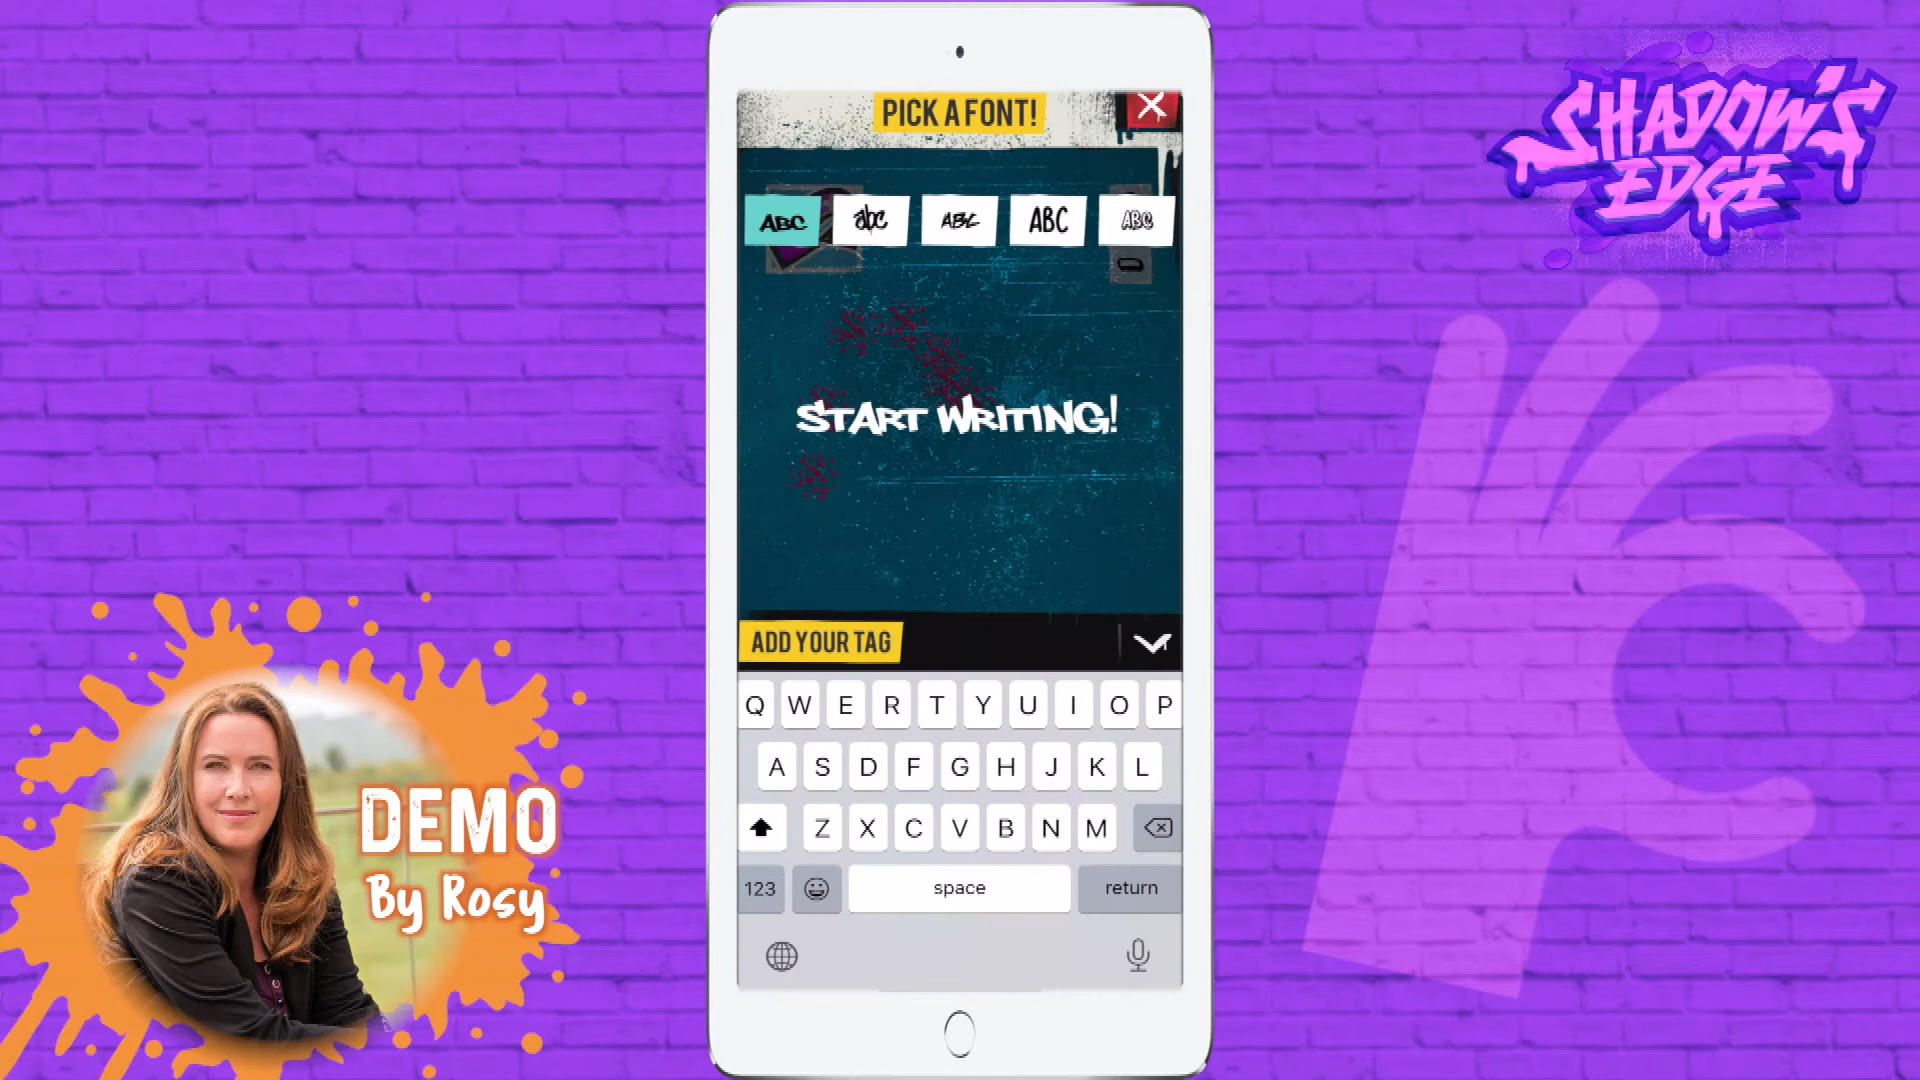 PICK A FONT!
SHADOW'S
EDGE
ABC abc ABC ABC ABC
START WRITING!
ADD YOUR TAG
Q W E R T Y U I O P
A S D F G H J K L
Z X C V B N M
123 space return
DEMO
By Rosy